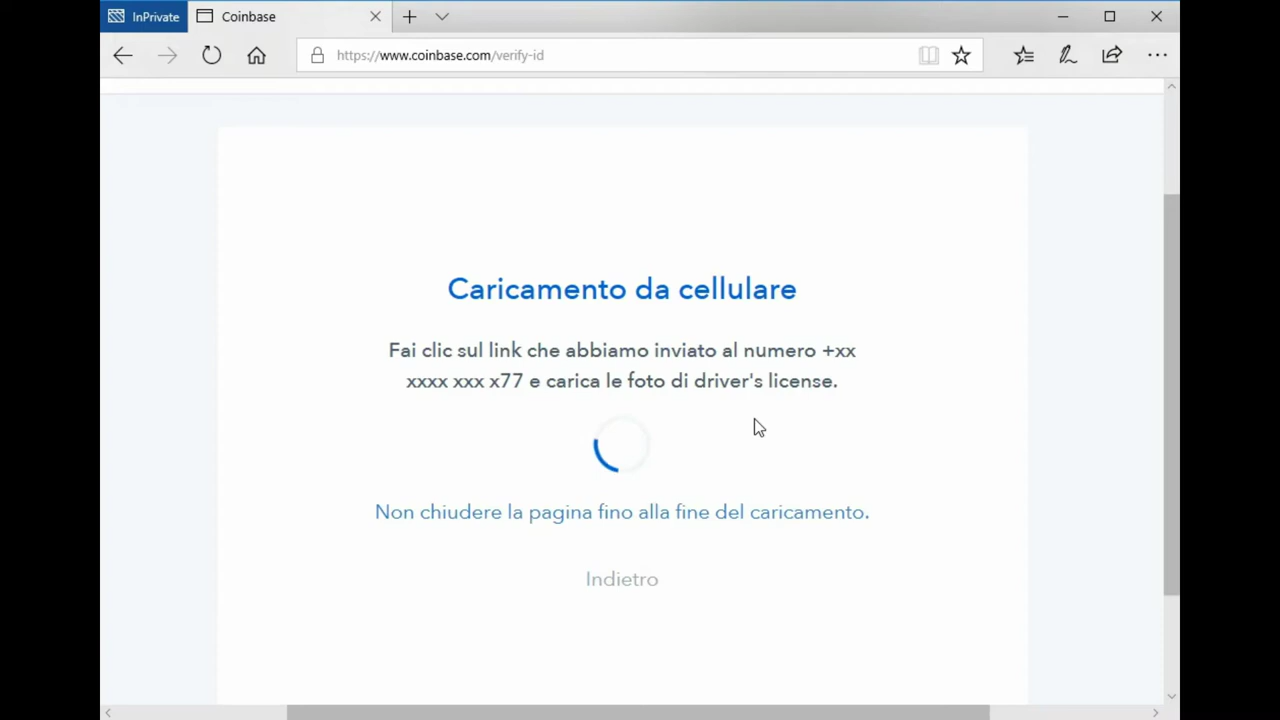 InPrivate
Coinbase
https://www.coinbase.com/verify-id
Caricamento da cellulare
Fai clic sul link che abbiamo inviato al numero +xx
xxxx xxx x77 e carica le foto di driver's license.
Non chiudere la pagina fino alla fine del caricamento.
Indietro